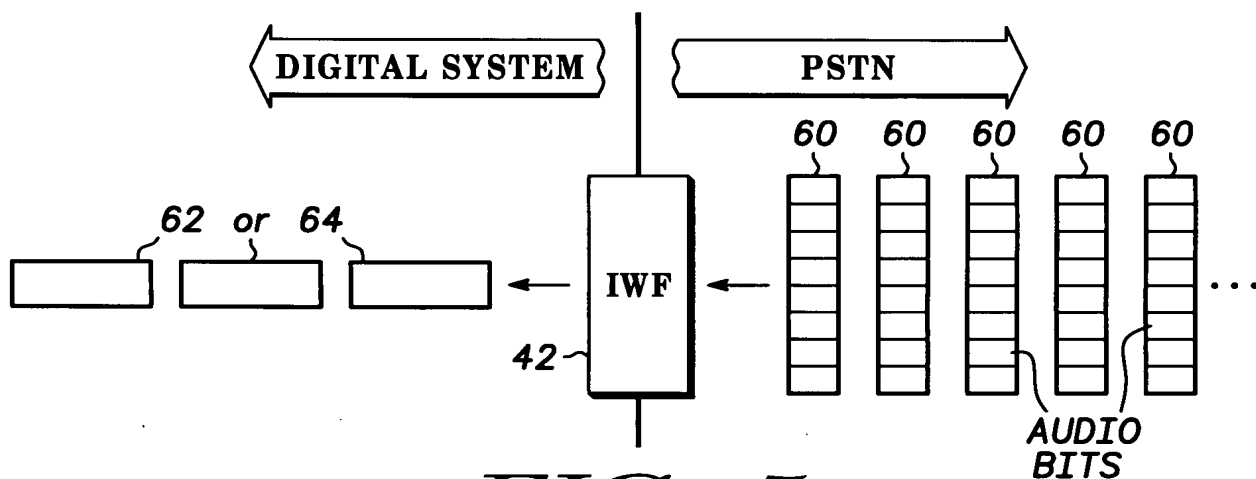 DIGITAL SYSTEM PSTN
60 60 60 60 60
62 or 64
IWF
42
AUDIO
BITS